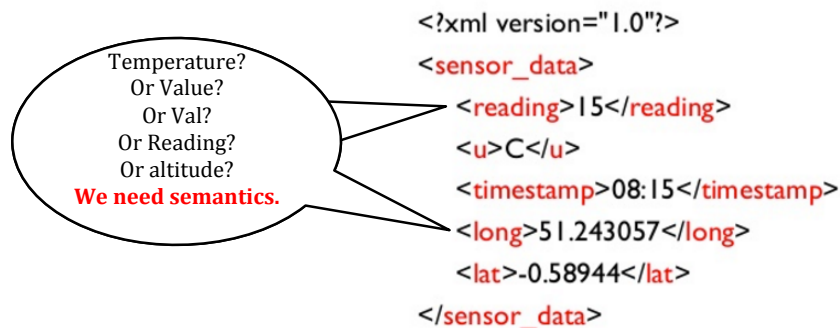 Temperature?
Or Value?
Or Val?
Or Reading?
Or altitude?
We need semantics.
<?xml version="1.0"?>
<sensor_data>
<reading>15</reading>
<u>C</u>
<timestamp>08:15</timestamp>
<long>51.243057</long>
<lat>-0.58944</lat>
</sensor_data>